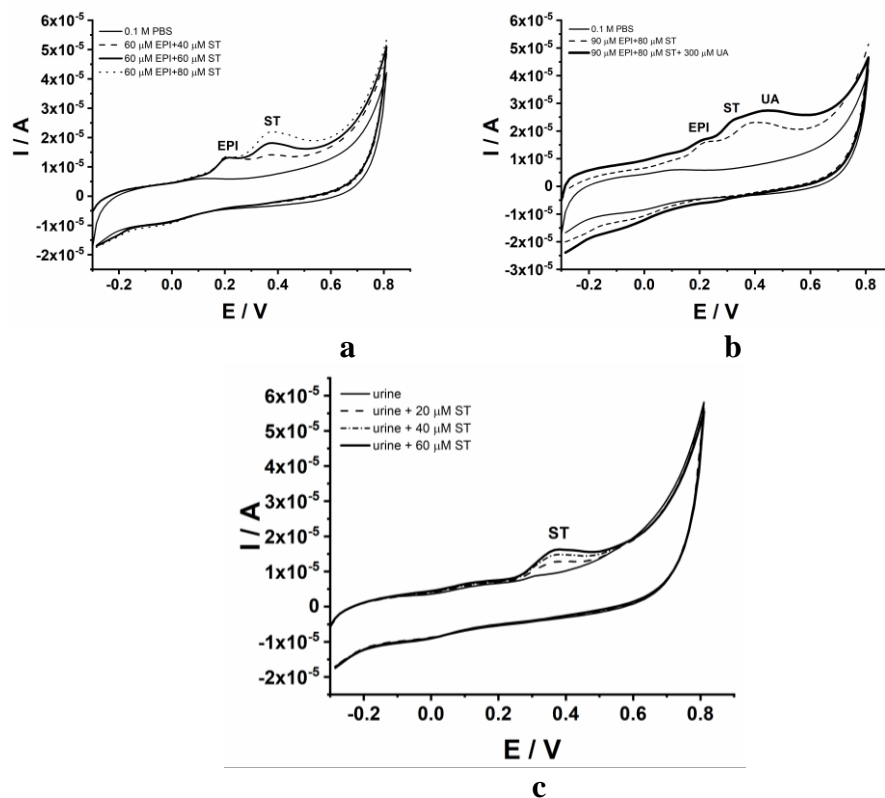 6x10⁻⁵
5x10⁻⁵
4x10⁻⁵
3x10⁻⁵
2x10⁻⁵
1x10⁻⁵
0
-1x10⁻⁵
-2x10⁻⁵
I / A
0.1 M PBS
60 μM EPI+40 μM ST
60 μM EPI+60 μM ST
60 μM EPI+80 μM ST
EPI
ST
-0.2 0.0 0.2 0.4 0.6 0.8
E / V
a
6x10⁻⁵
5x10⁻⁵
4x10⁻⁵
3x10⁻⁵
2x10⁻⁵
1x10⁻⁵
0
-1x10⁻⁵
-2x10⁻⁵
-3x10⁻⁵
I / A
0.1 M PBS
90 μM EPI+80 μM ST
90 μM EPI+80 μM ST+ 300 μM UA
EPI
ST
UA
-0.2 0.0 0.2 0.4 0.6 0.8
E / V
b
6x10⁻⁵
5x10⁻⁵
4x10⁻⁵
3x10⁻⁵
2x10⁻⁵
1x10⁻⁵
0
-1x10⁻⁵
-2x10⁻⁵
I / A
urine
urine + 20 μM ST
urine + 40 μM ST
urine + 60 μM ST
ST
-0.2 0.0 0.2 0.4 0.6 0.8
E / V
c